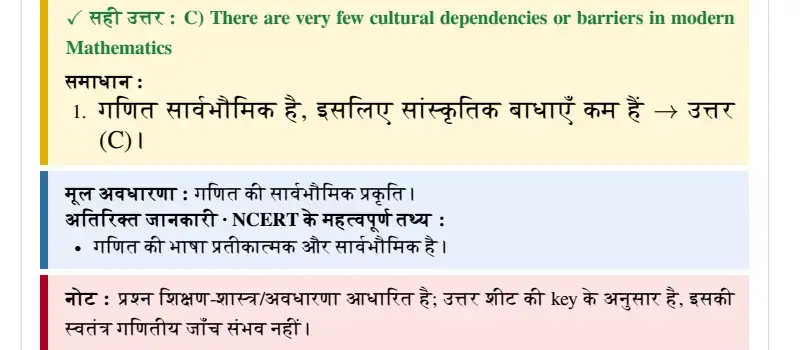 ✓ सही उत्तर : C) There are very few cultural dependencies or barriers in modern
Mathematics
समाधान :
1. गणित सार्वभौमिक है, इसलिए सांस्कृतिक बाधाएँ कम हैं → उत्तर
(C)।
मूल अवधारणा : गणित की सार्वभौमिक प्रकृति।
अतिरिक्त जानकारी · NCERT के महत्वपूर्ण तथ्य :
• गणित की भाषा प्रतीकात्मक और सार्वभौमिक है।
नोट : प्रश्न शिक्षण-शास्त्र/अवधारणा आधारित है; उत्तर शीट की key के अनुसार है, इसकी
स्वतंत्र गणितीय जाँच संभव नहीं।